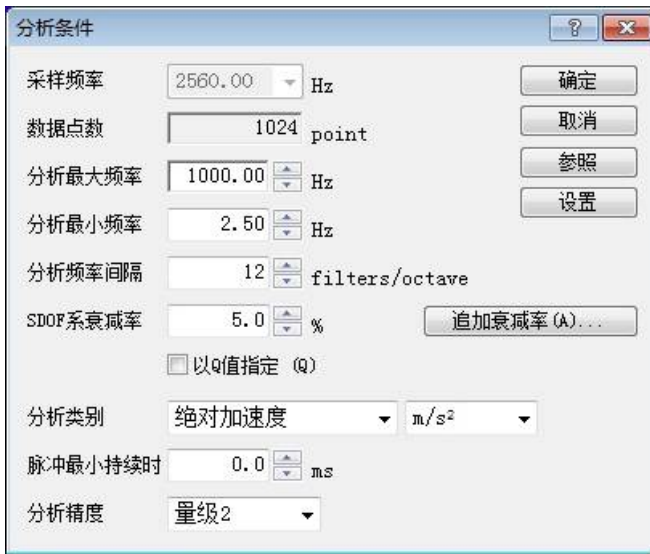 分析条件
采样频率 2560.00 Hz 确定
数据点数 1024 point 取消
分析最大频率 1000.00 Hz 参照
分析最小频率 2.50 Hz 设置
分析频率间隔 12 filters/octave
SDOF系衰减率 5.0 % 追加衰减率(A)...
以Q值指定 (Q)
分析类别 绝对加速度 m/s²
脉冲最小持续时 0.0 ms
分析精度 量级2